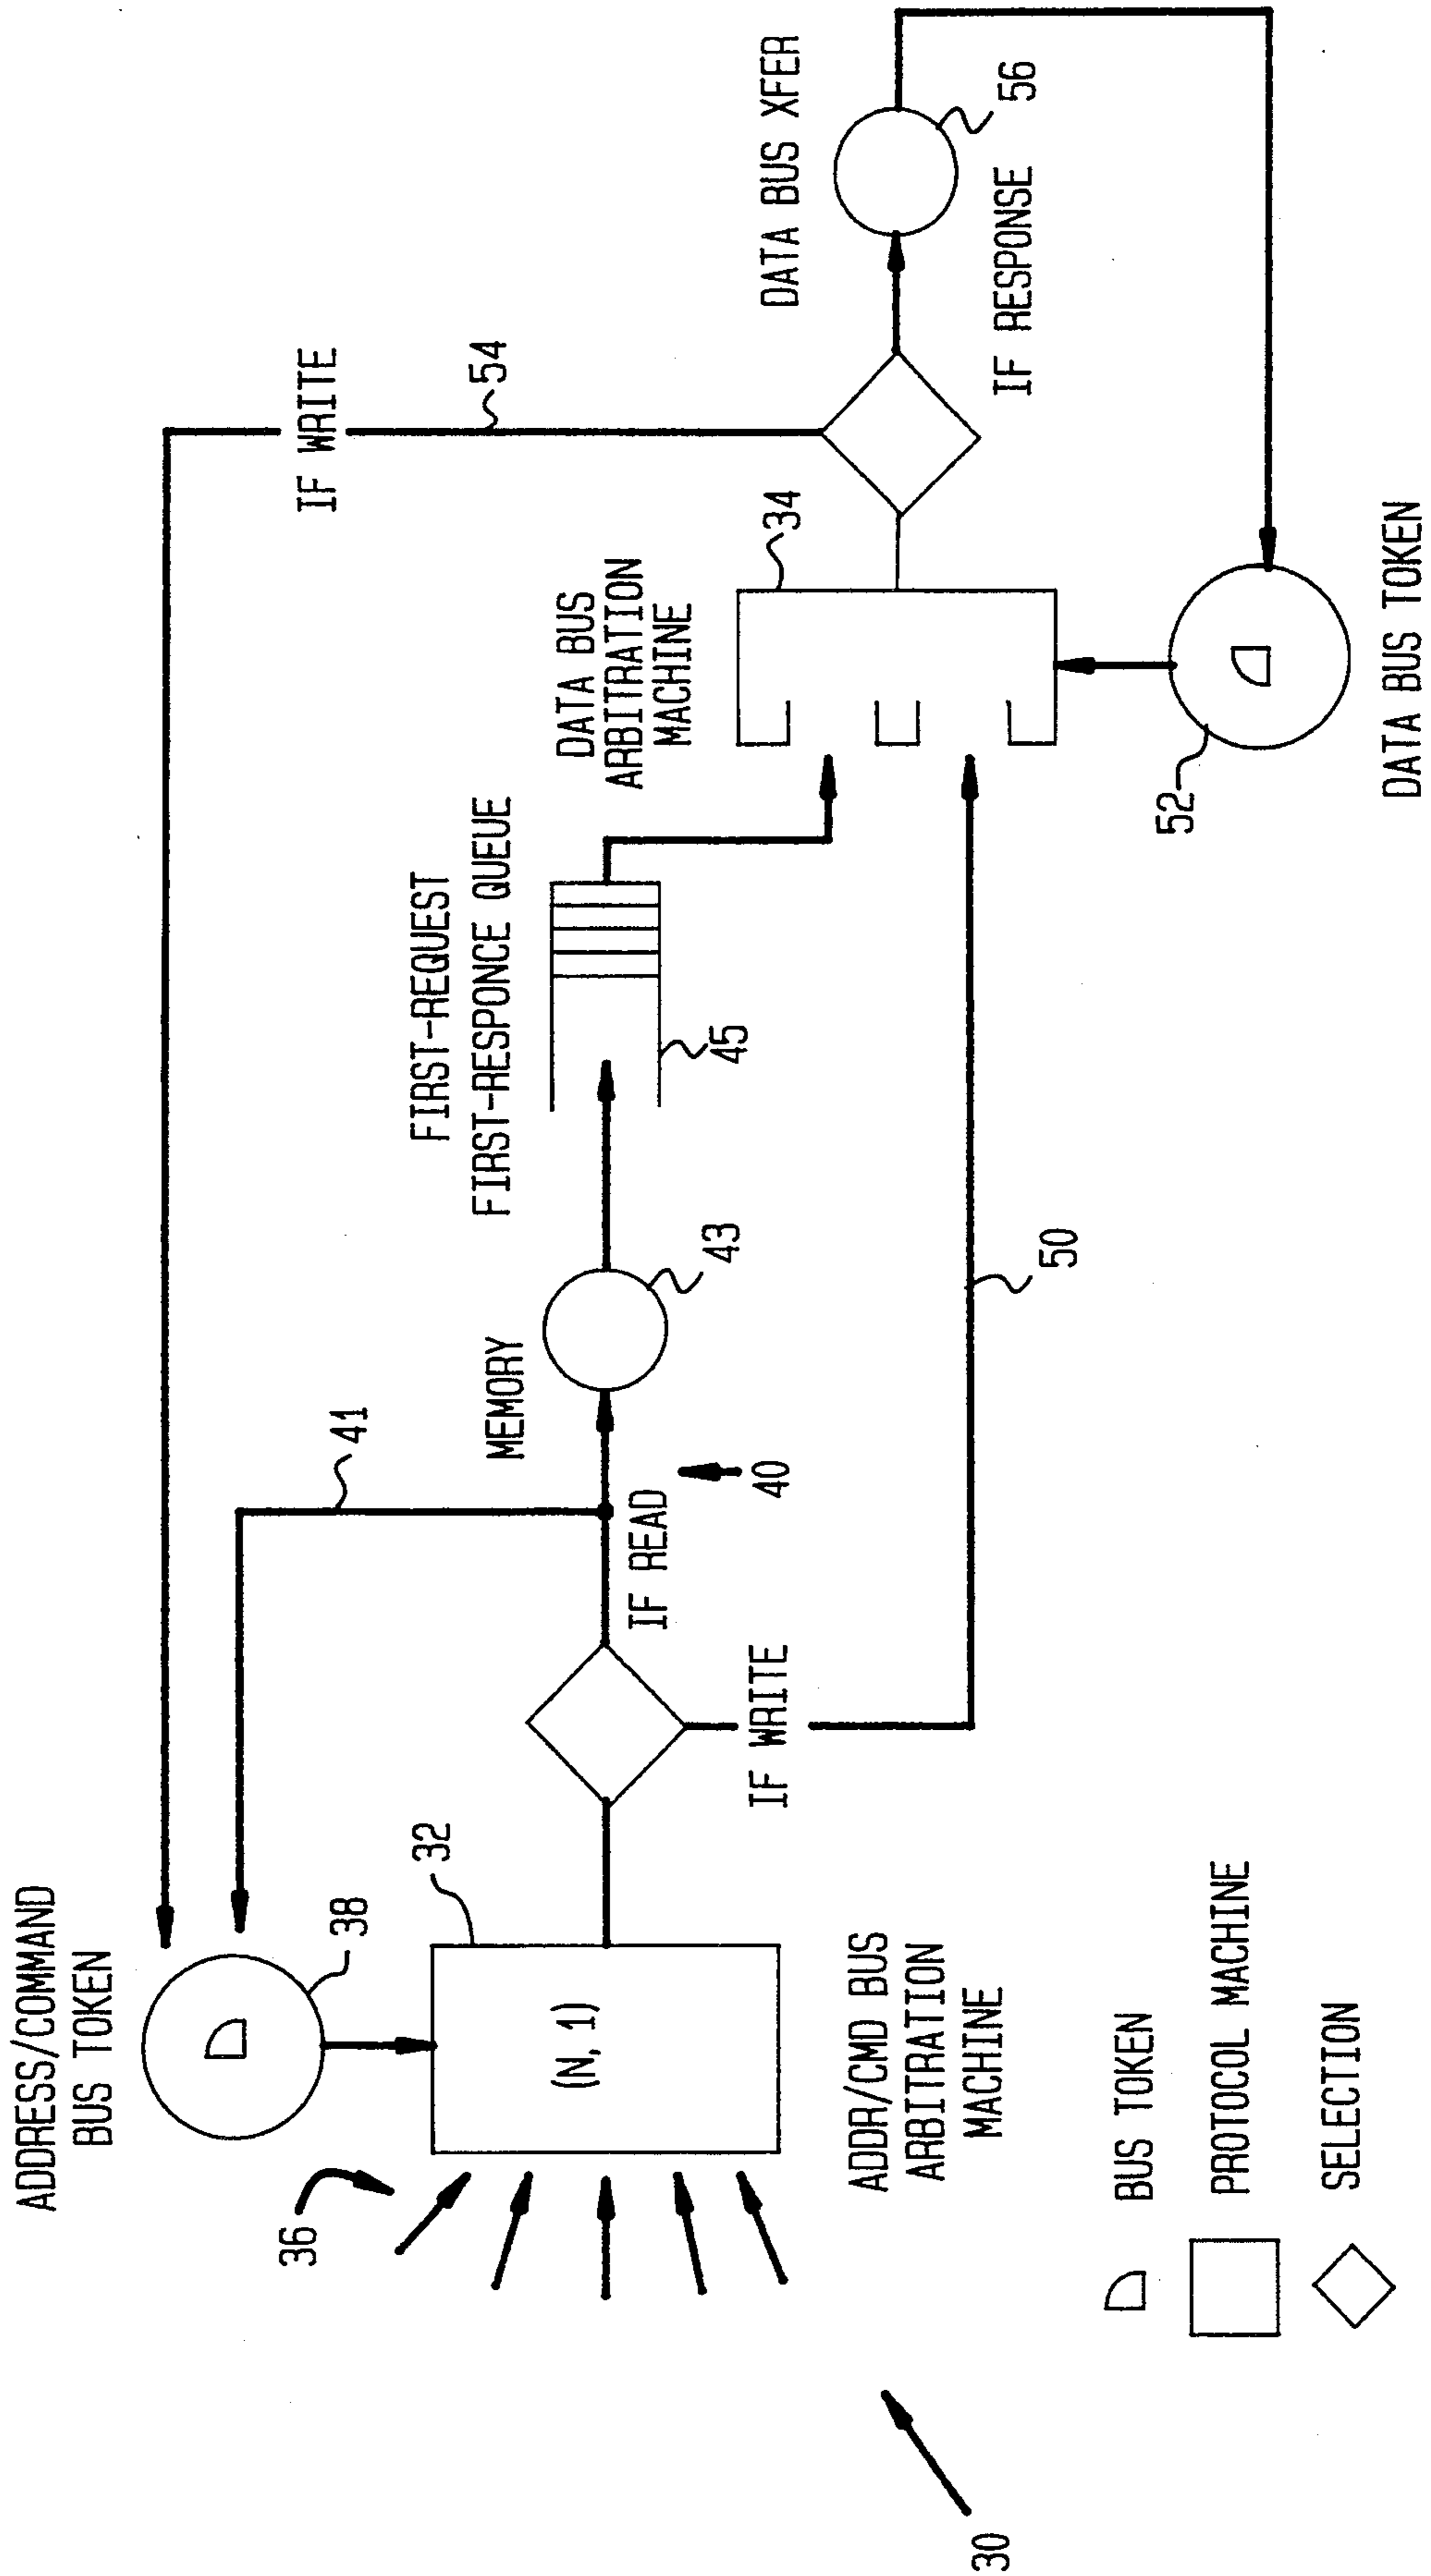 ADDRESS/COMMAND
BUS TOKEN
38
36
32
(N, 1)
ADDR/CMD BUS
ARBITRATION
MACHINE
IF WRITE
54
41
IF READ
40
MEMORY
43
FIRST-REQUEST
FIRST-RESPONCE QUEUE
45
IF WRITE
50
DATA BUS
ARBITRATION
MACHINE
34
DATA BUS XFER
56
IF RESPONSE
52
DATA BUS TOKEN
BUS TOKEN
PROTOCOL MACHINE
SELECTION
30